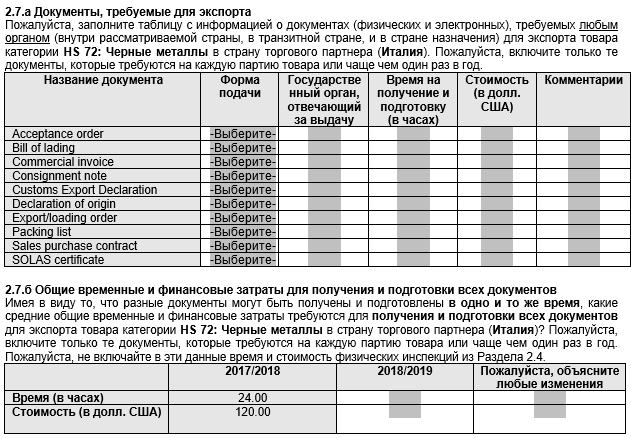 2.7.а Документы, требуемые для экспорта
Пожалуйста, заполните таблицу с информацией о документах (физических и электронных), требуемых любым
органом (внутри рассматриваемой страны, в транзитной стране, и в стране назначения) для экспорта товара
категории HS 72: Черные металлы в страну торгового партнера (Италия). Пожалуйста, включите только те
документы, которые требуются на каждую партию товара или чаще чем один раз в год.
Название документа Форма подачи Государстве нный орган, отвечающий за выдачу Время на получение и подготовку (в часах) Стоимость (в долл. США) Комментарии
Acceptance order -Выберите-
Bill of lading -Выберите-
Commercial invoice -Выберите-
Consignment note -Выберите-
Customs Export Declaration -Выберите-
Declaration of origin -Выберите-
Export/loading order -Выберите-
Packing list -Выберите-
Sales purchase contract -Выберите-
SOLAS certificate -Выберите-
2.7.б Общие временные и финансовые затраты для получения и подготовки всех документов
Имея в виду то, что разные документы могут быть получены и подготовлены в одно и то же время, какие
средние общие временные и финансовые затраты требуются для получения и подготовки всех документов
для экспорта товара категории HS 72: Черные металлы в страну торгового партнера (Италия)? Пожалуйста,
включите только те документы, которые требуются на каждую партию товара или чаще чем один раз в год.
Пожалуйста, не включайте в эти данные время и стоимость физических инспекций из Раздела 2.4.
2017/2018 2018/2019 Пожалуйста, объясните любые изменения
Время (в часах) 24.00
Стоимость (в долл. США) 120.00